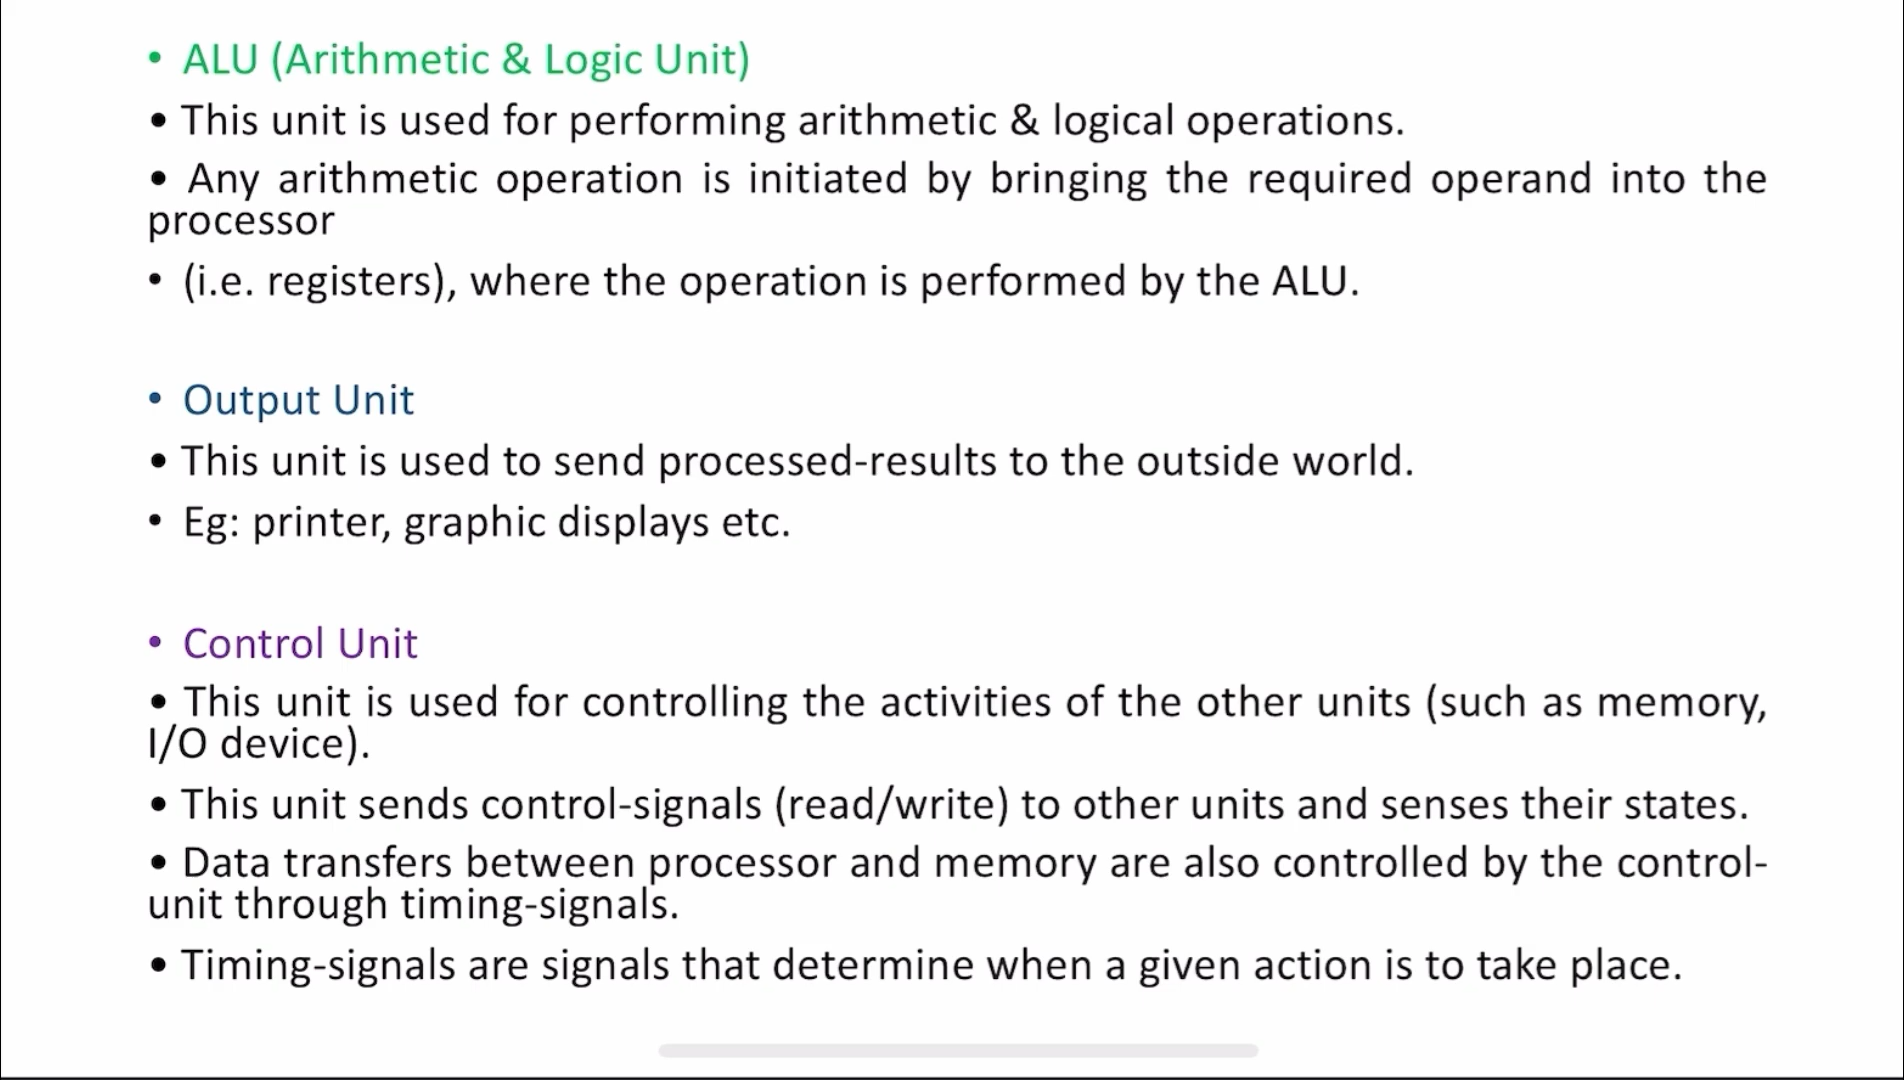 • ALU (Arithmetic & Logic Unit)
• This unit is used for performing arithmetic & logical operations.
• Any arithmetic operation is initiated by bringing the required operand into the
processor
• (i.e. registers), where the operation is performed by the ALU.
• Output Unit
• This unit is used to send processed-results to the outside world.
• Eg: printer, graphic displays etc.
• Control Unit
• This unit is used for controlling the activities of the other units (such as memory,
I/O device).
• This unit sends control-signals (read/write) to other units and senses their states.
• Data transfers between processor and memory are also controlled by the control-
unit through timing-signals.
• Timing-signals are signals that determine when a given action is to take place.